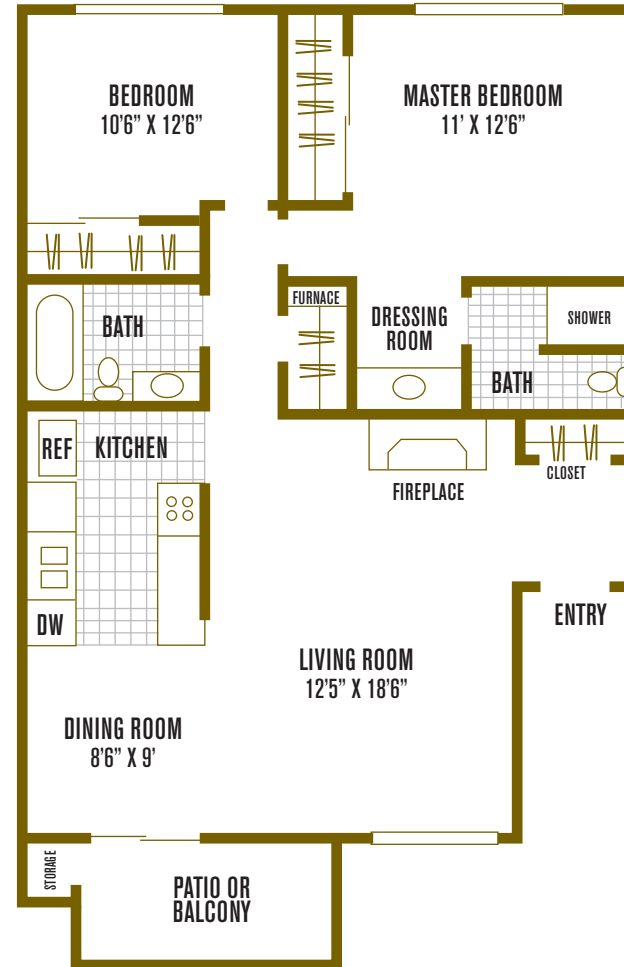 BEDROOM
10'6” X 12'6”
MASTER BEDROOM
11' X 12'6”
FURNACE
BATH
DRESSING
ROOM
SHOWER
BATH
REF
KITCHEN
FIREPLACE
CLOSET
DW
ENTRY
LIVING ROOM
12'5” X 18'6”
DINING ROOM
8'6” X 9'
STORAGE
PATIO OR
BALCONY